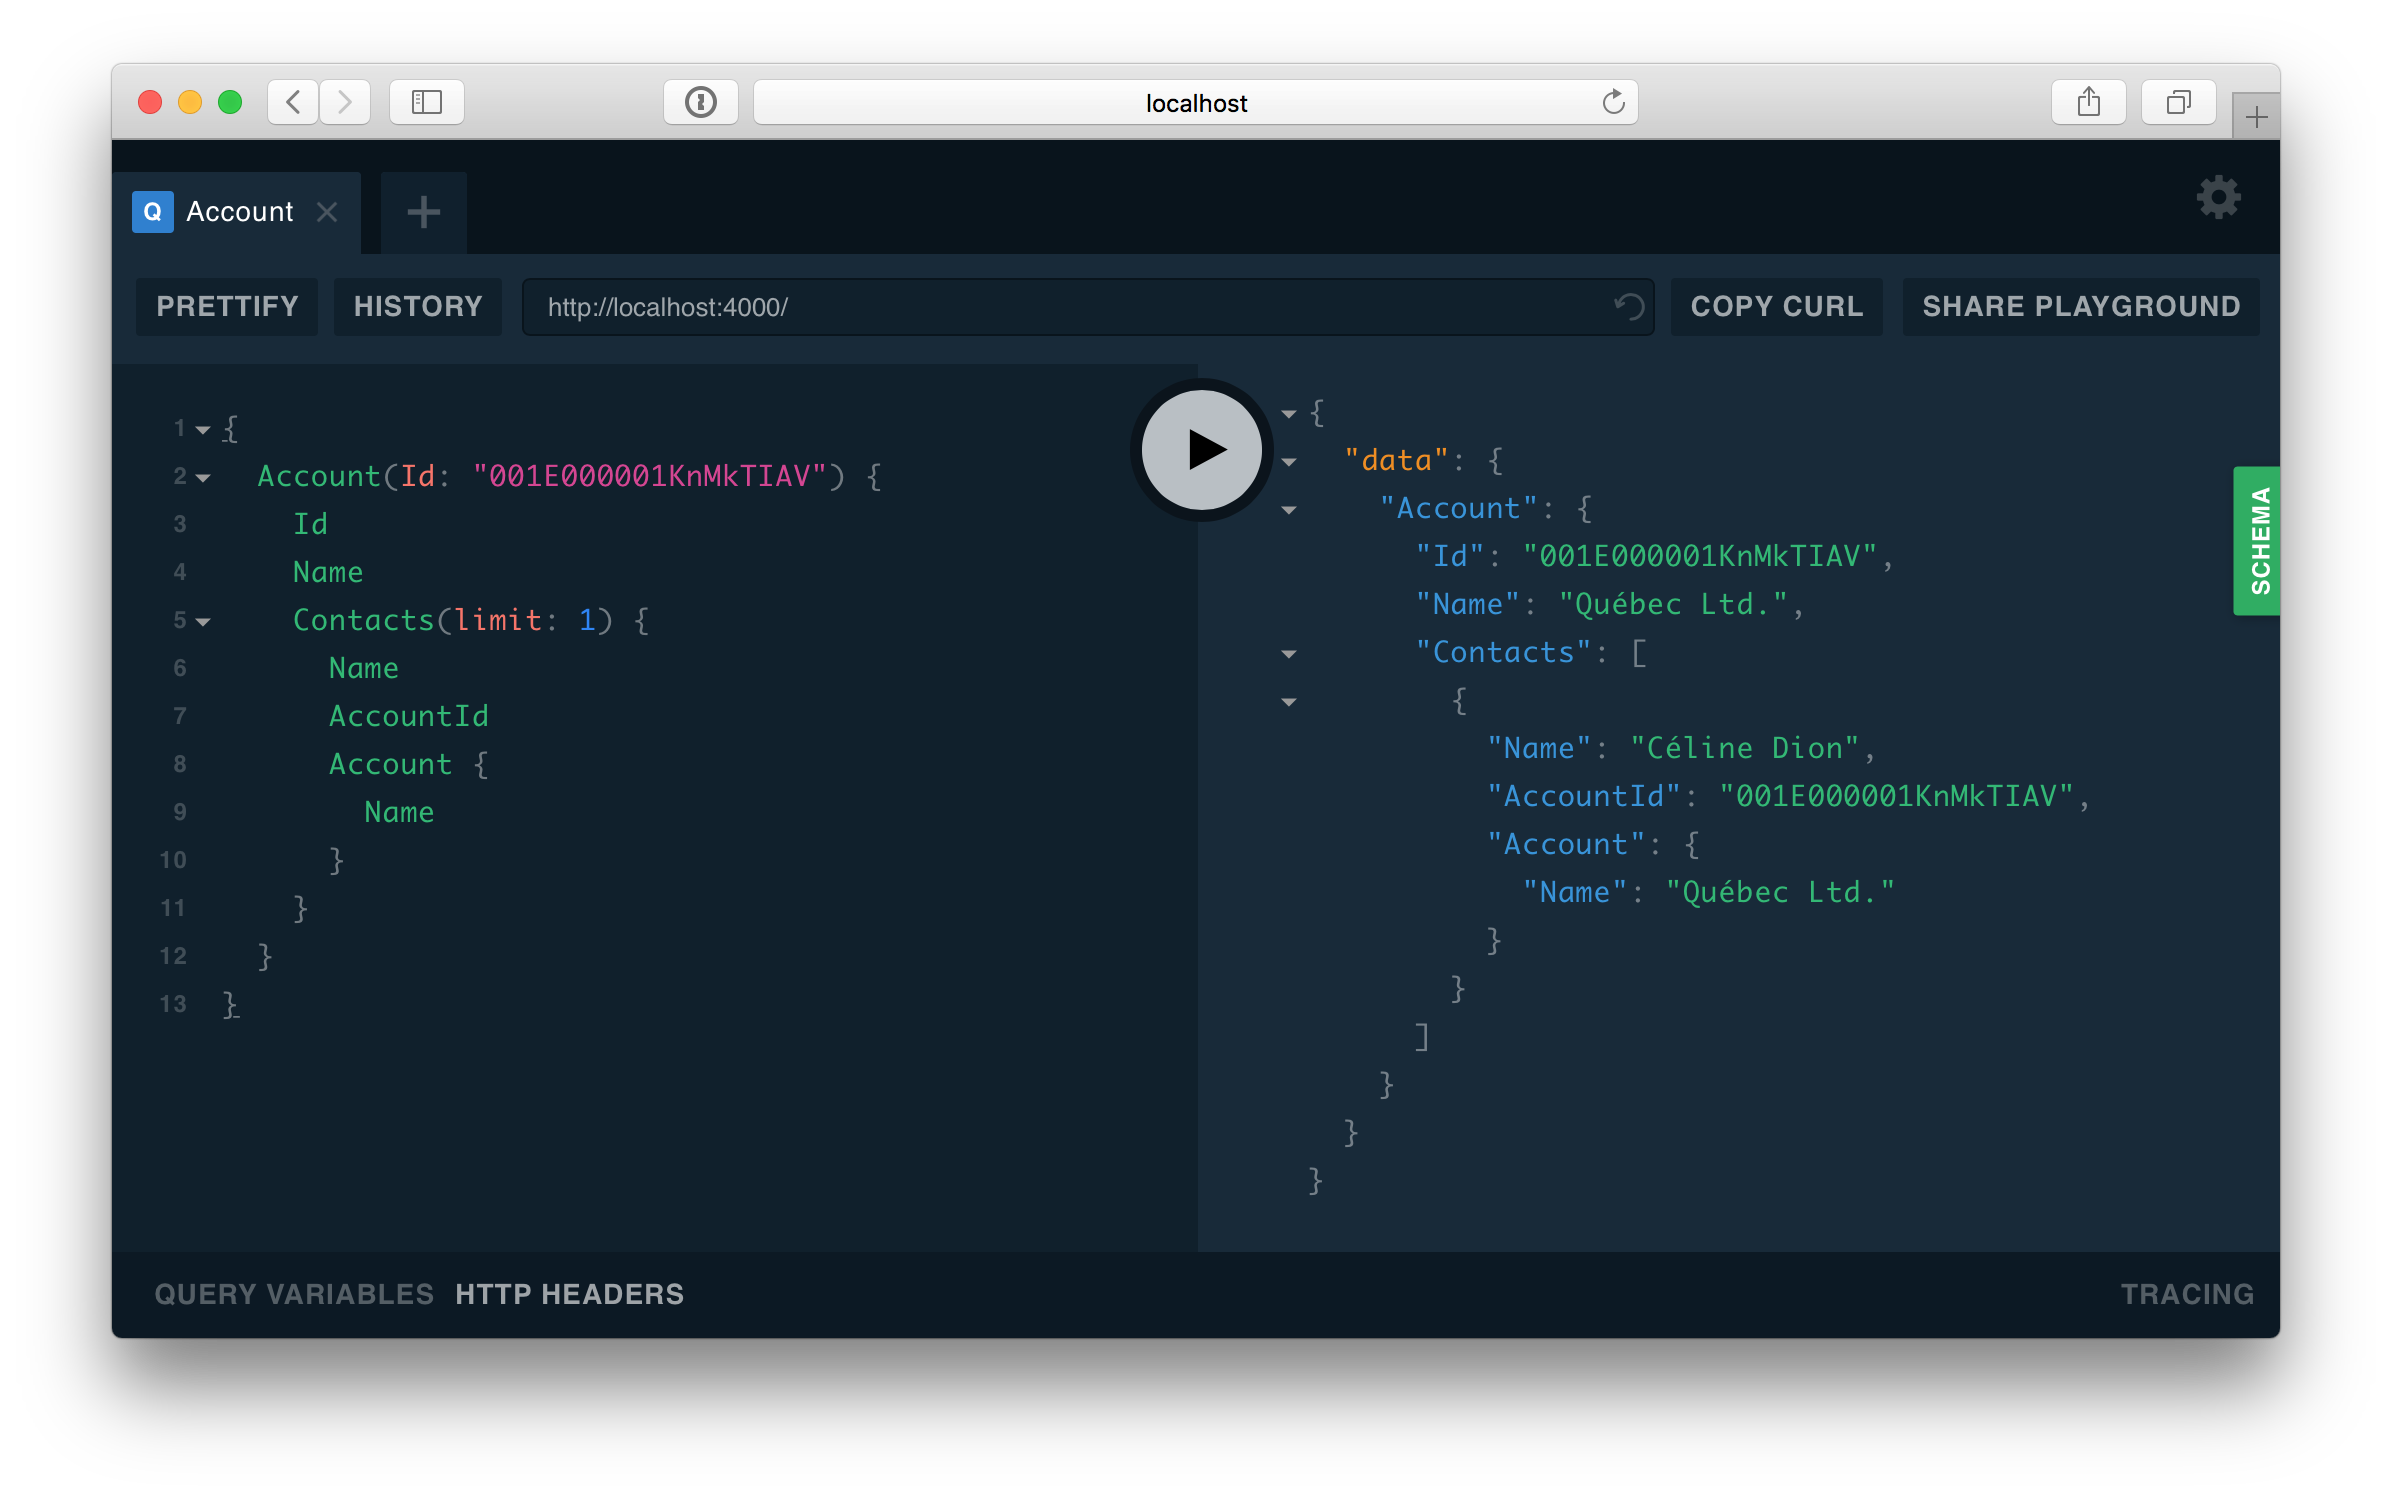 localhost
Q Account
PRETTIFY HISTORY http://localhost:4000/ COPY CURL SHARE PLAYGROUND
1 {
2 Account(Id: "001E000001KnMkTIAV") {
3 Id
4 Name
5 Contacts(limit: 1) {
6 Name
7 AccountId
8 Account {
9 Name
10 }
11 }
12 }
13 }
{
"data": {
"Account": {
"Id": "001E000001KnMkTIAV",
"Name": "Québec Ltd.",
"Contacts": [
{
"Name": "Céline Dion",
"AccountId": "001E000001KnMkTIAV",
"Account": {
"Name": "Québec Ltd."
}
}
]
}
}
}
SCHEMA
QUERY VARIABLES HTTP HEADERS TRACING